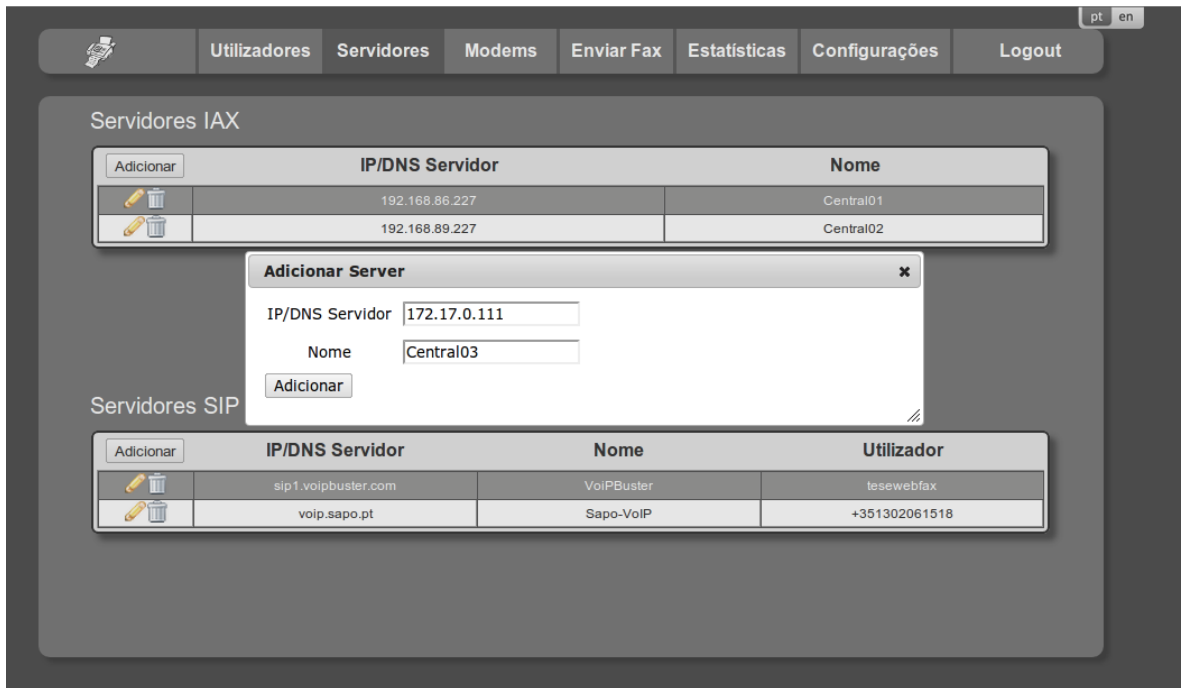 pt en
Utilizadores Servidores Modems Enviar Fax Estatísticas Configurações Logout
Servidores IAX
Adicionar IP/DNS Servidor Nome
192.168.86.227 Central01
192.168.89.227 Central02
Adicionar Server
IP/DNS Servidor 172.17.0.111
Nome Central03
Adicionar
Servidores SIP
Adicionar IP/DNS Servidor Nome Utilizador
sip1.voipbuster.com VoiPBuster tesewebfax
voip.sapo.pt Sapo-VoIP +351302061518